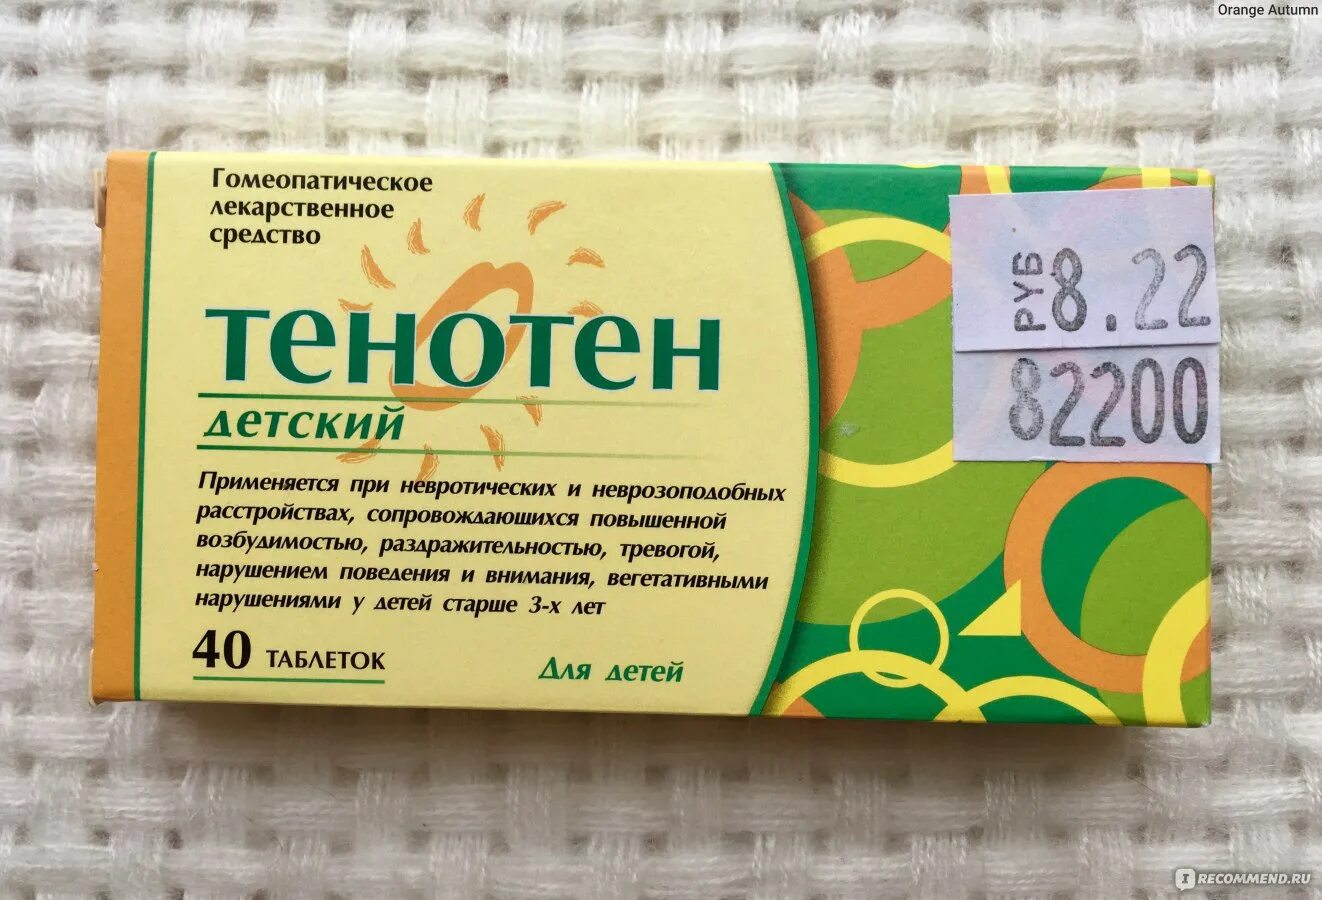 Orange Autumn
Гомеопатическое
лекарственное
средство
ТЕНОТЕН
детский
Применяется при невротических и неврозоподобных
расстройствах, сопровождающихся повышенной
возбудимостью, раздражительностью, тревогой,
нарушением поведения и внимания, вегетативными
нарушениями у детей старше 3-х лет
40 ТАБЛЕТОК
Для детей
РУБ 8.22
82200
IRECOMMEND.RU